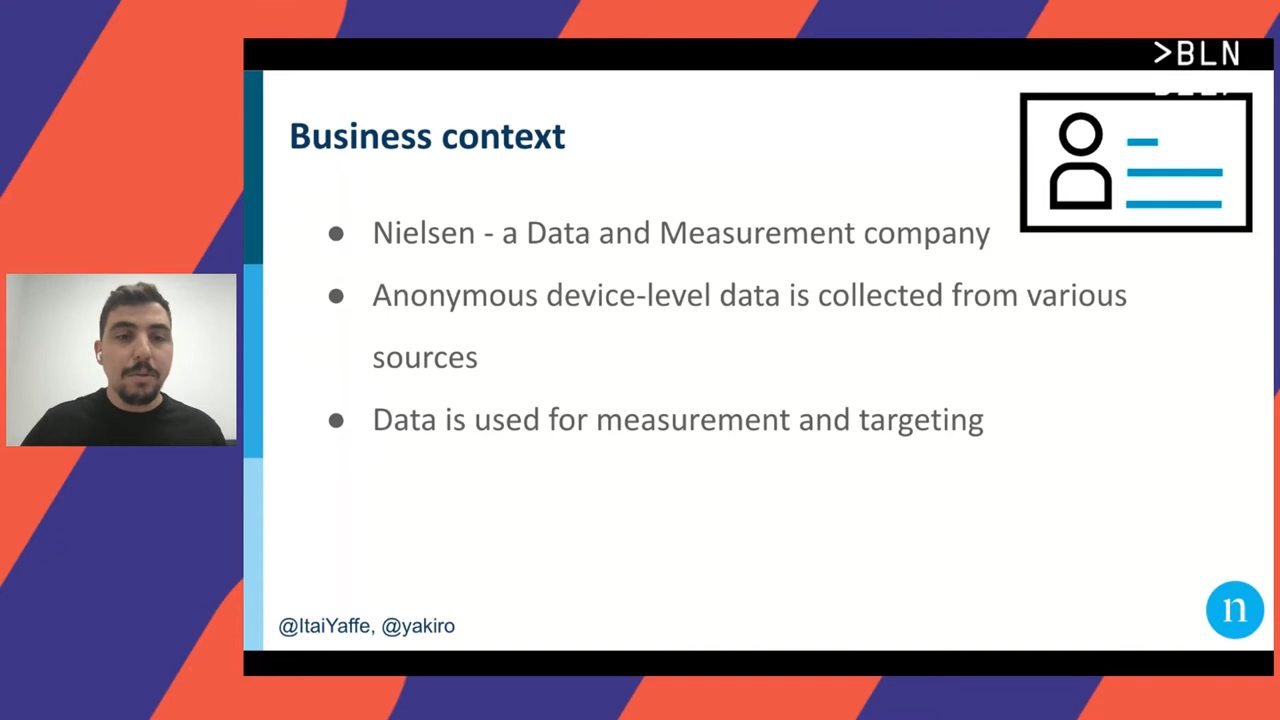 >BLN
Business context
● Nielsen - a Data and Measurement company
● Anonymous device-level data is collected from various
sources
● Data is used for measurement and targeting
@ItaiYaffe, @yakiro
n